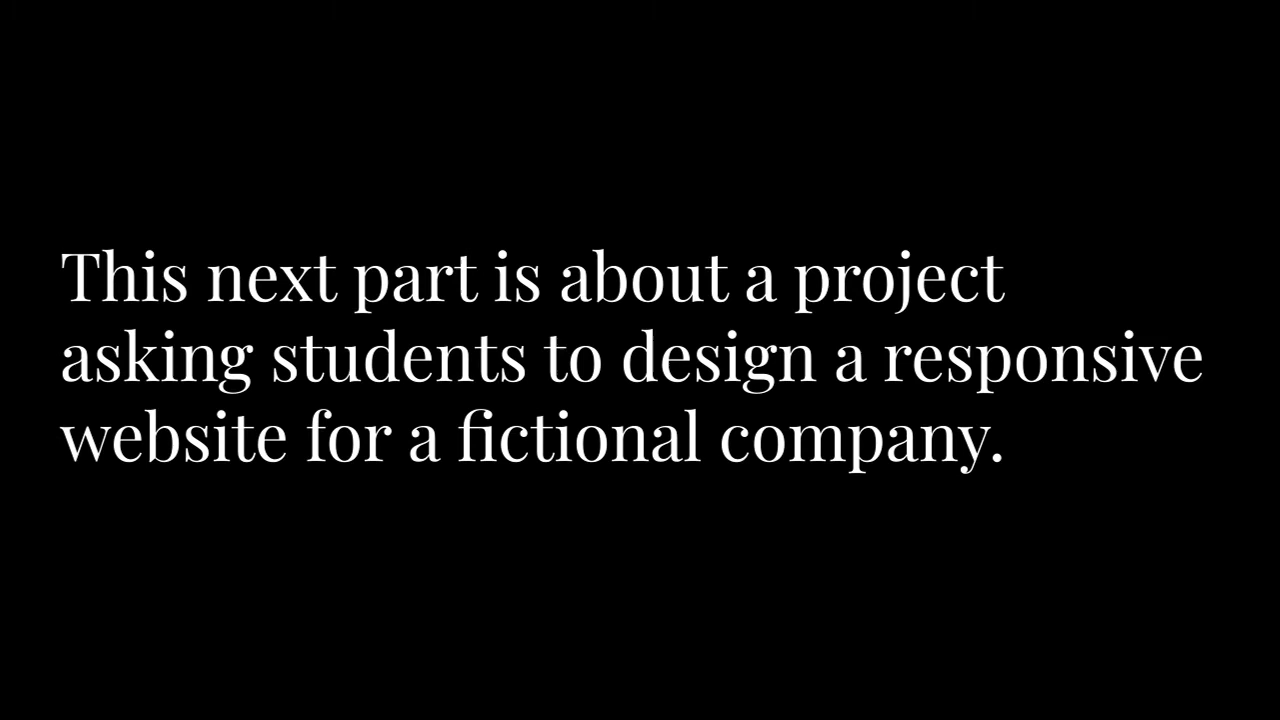 This next part is about a project
asking students to design a responsive
website for a fictional company.